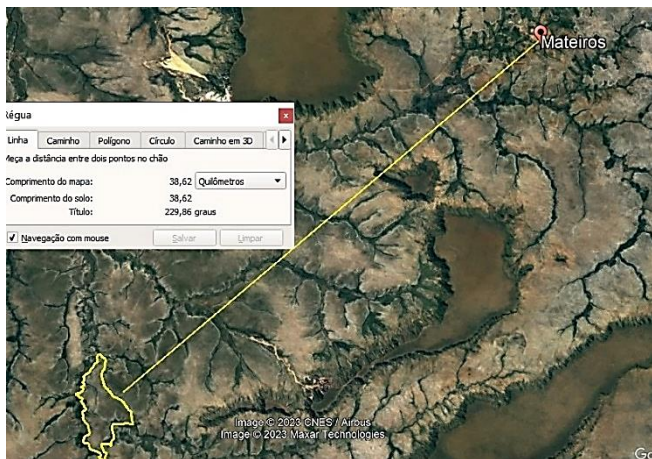 Mateiros
Régua
Linha Caminho Polígono Círculo Caminho em 3D
Meça a distância entre dois pontos no chão
Comprimento do mapa: 38,62 Quilômetros
Comprimento do solo: 38,62
Título: 229,86 graus
Navegação com mouse Salvar Limpar
Image © 2023 CNES / Airbus
Image © 2023 Maxar Technologies
Go